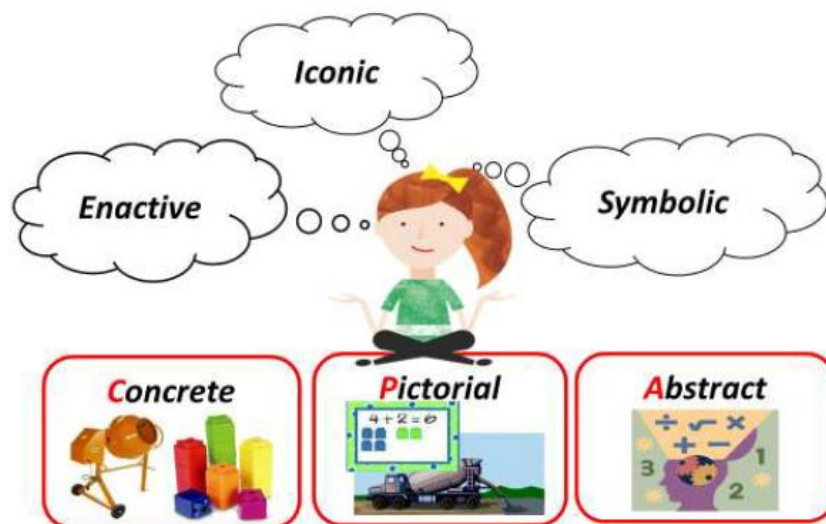 Iconic
Enactive
Symbolic
Concrete
Pictorial
Abstract
4+2=6
÷ √ ×
+ −
3
1
2